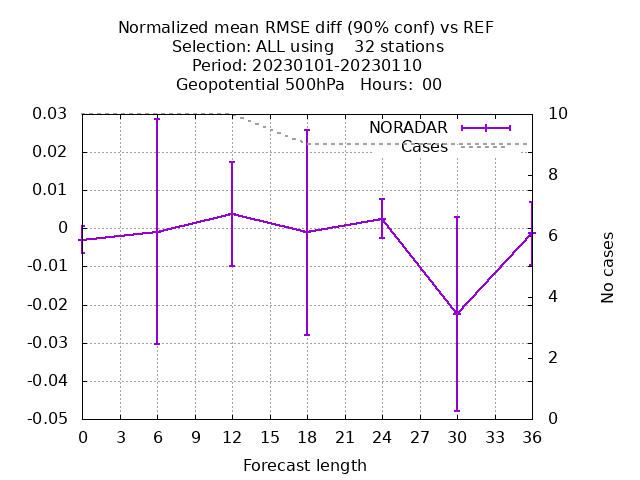 Normalized mean RMSE diff (90% conf) vs REF
Selection: ALL using    32 stations
Period: 20230101-20230110
Geopotential 500hPa   Hours:  00
NORADAR
Cases
0.03
0.02
0.01
0
-0.01
-0.02
-0.03
-0.04
-0.05
10
8
6
4
2
0
No cases
0 3 6 9 12 15 18 21 24 27 30 33 36
Forecast length